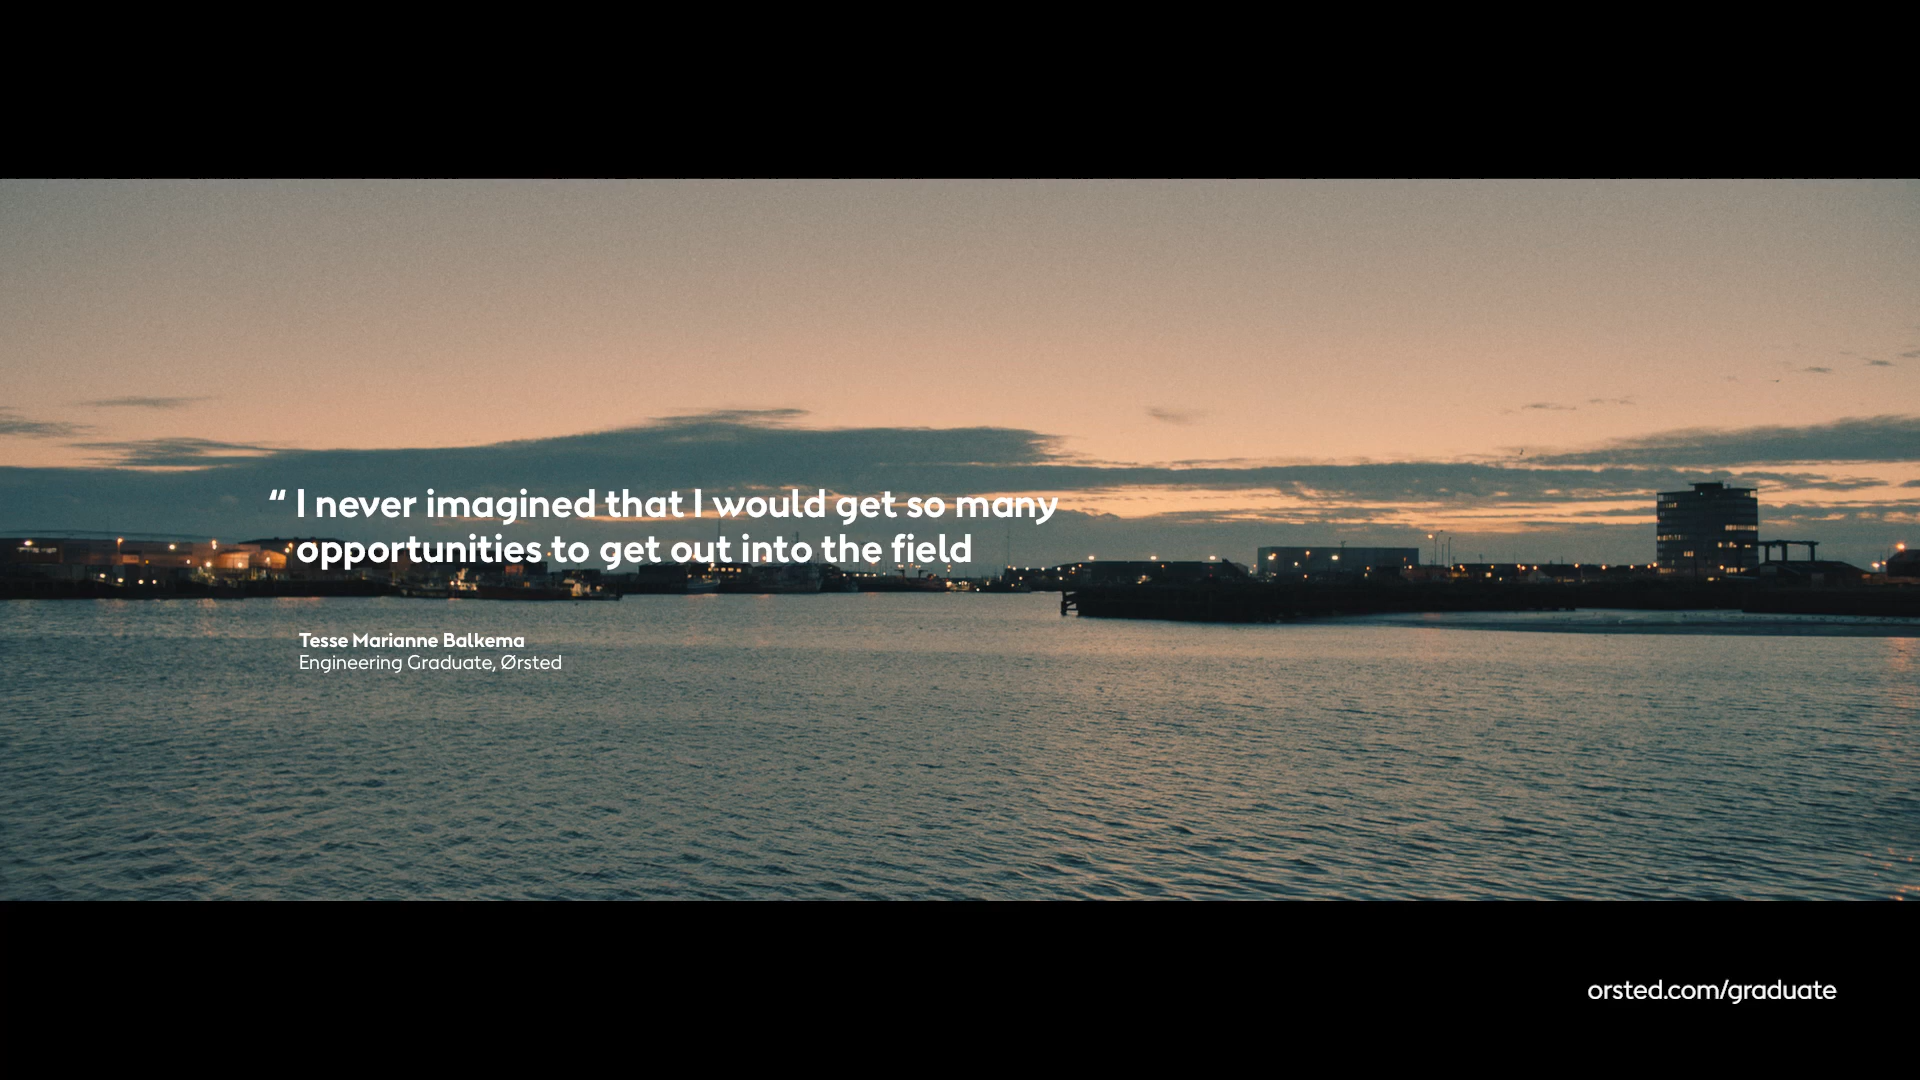 “ I never imagined that I would get so many
opportunities to get out into the field
Tesse Marianne Balkema
Engineering Graduate, Ørsted
orsted.com/graduate